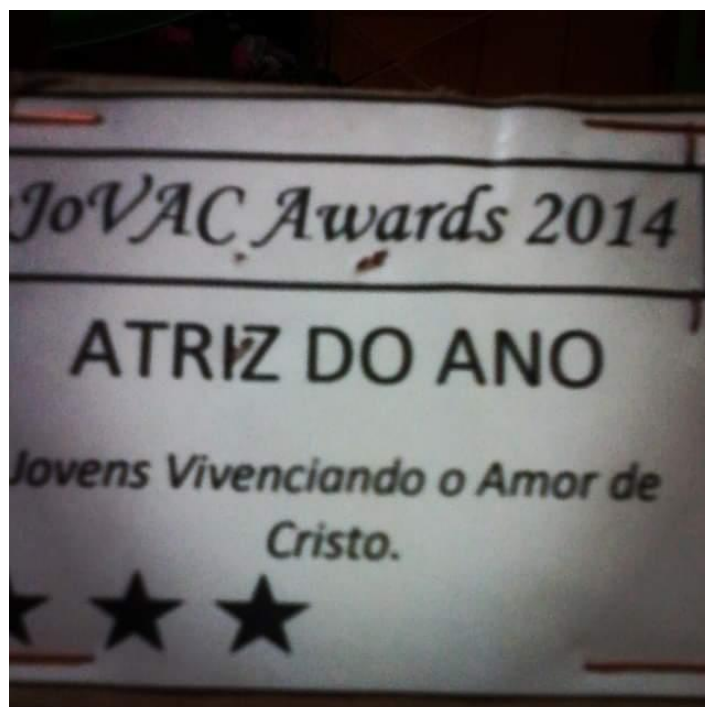 JoVAC Awards 2014
ATRIZ DO ANO
Jovens Vivenciando o Amor de
Cristo.